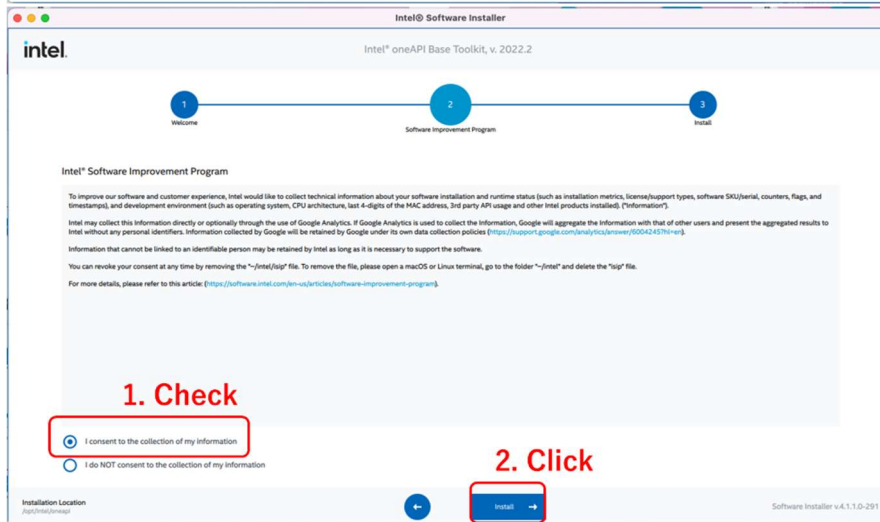 Intel® Software Installer
intel.
Intel® oneAPI Base Toolkit, v. 2022.2
1
2
3
Welcome
Software Improvement Program
Install
Intel® Software Improvement Program
To improve our software and customer experience, Intel would like to collect technical information about your software installation and runtime status (such as installation metrics, license/support types, software SKU/serial, counters, flags, and
timestamps), and development environment (such as operating system, CPU architecture, last 4-digits of the MAC address, 3rd party API usage and other Intel products installed). ("Information").
Intel may collect this Information directly or optionally through the use of Google Analytics. If Google Analytics is used to collect the Information, Google will aggregate the Information with that of other users and present the aggregated results to
Intel without any personal identifiers. Information collected by Google will be retained by Google under its own data collection policies (https://support.google.com/analytics/answer/6004245?hl=en).
Information that cannot be linked to an identifiable person may be retained by Intel as long as it is necessary to support the software.
You can revoke your consent at any time by removing the "~/intel/isip" file. To remove the file, please open a macOS or Linux terminal, go to the folder "~/intel" and delete the "isip" file.
For more details, please refer to this article: (https://software.intel.com/en-us/articles/software-improvement-program).
1. Check
I consent to the collection of my information
I do NOT consent to the collection of my information
2. Click
Installation Location
/opt/intel/oneapi
Install
Software Installer v.4.1.1.0-291